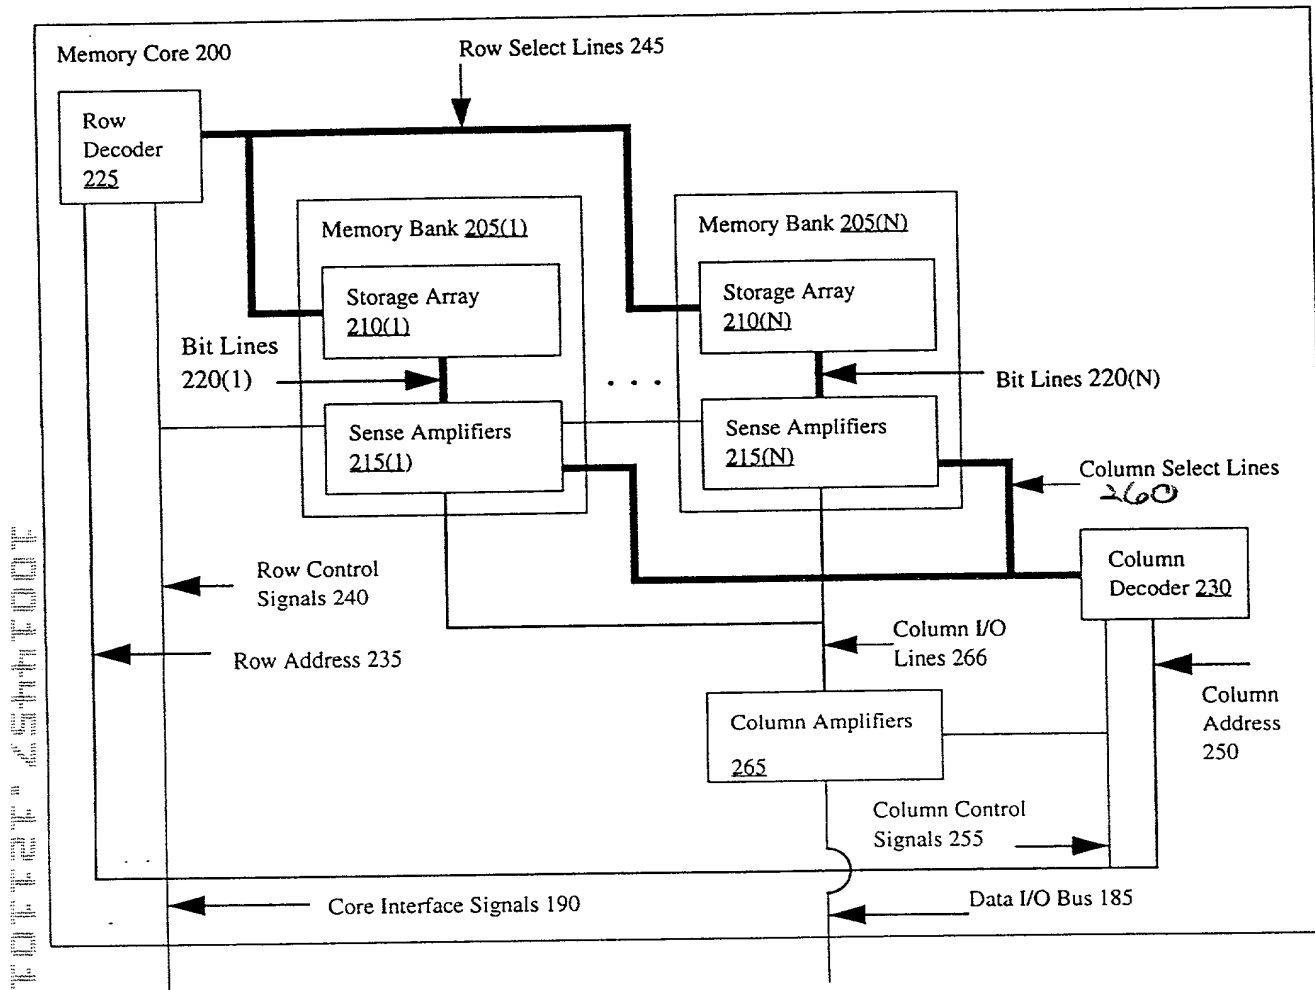 Memory Core 200
Row Select Lines 245
Row
Decoder
225
Memory Bank 205(1)
Memory Bank 205(N)
Storage Array
210(1)
Storage Array
210(N)
Bit Lines
220(1)
. . .
Bit Lines 220(N)
Sense Amplifiers
215(1)
Sense Amplifiers
215(N)
Column Select Lines
260
Row Control
Signals 240
Column
Decoder 230
Row Address 235
Column I/O
Lines 266
Column Amplifiers
265
Column
Address
250
Column Control
Signals 255
Core Interface Signals 190
Data I/O Bus 185